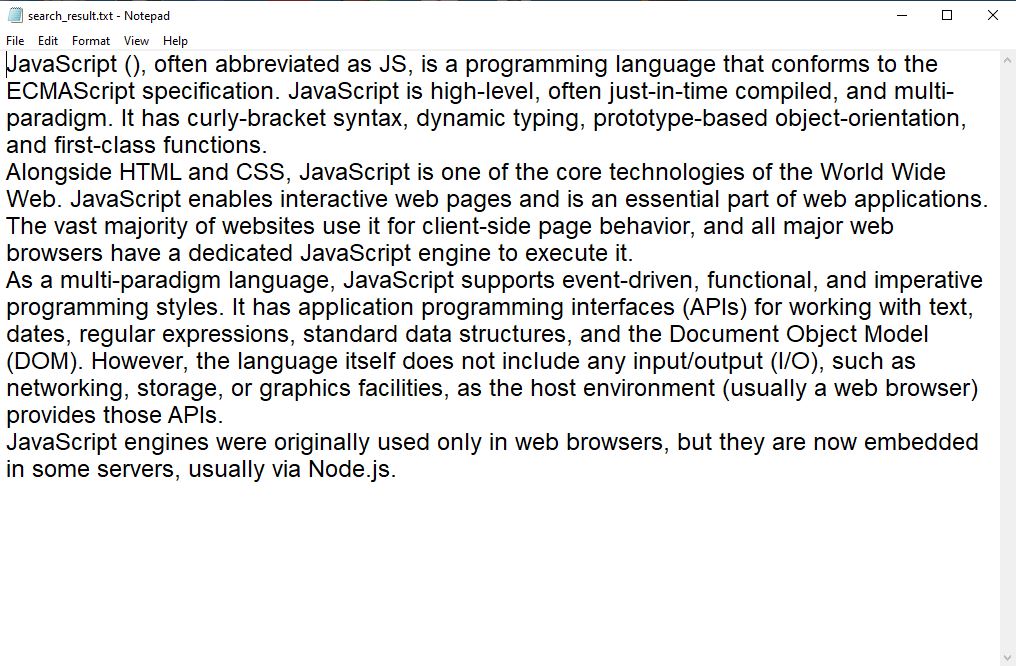 search_result.txt - Notepad
File Edit Format View Help
JavaScript (), often abbreviated as JS, is a programming language that conforms to the
ECMAScript specification. JavaScript is high-level, often just-in-time compiled, and multi-
paradigm. It has curly-bracket syntax, dynamic typing, prototype-based object-orientation,
and first-class functions.
Alongside HTML and CSS, JavaScript is one of the core technologies of the World Wide
Web. JavaScript enables interactive web pages and is an essential part of web applications.
The vast majority of websites use it for client-side page behavior, and all major web
browsers have a dedicated JavaScript engine to execute it.
As a multi-paradigm language, JavaScript supports event-driven, functional, and imperative
programming styles. It has application programming interfaces (APIs) for working with text,
dates, regular expressions, standard data structures, and the Document Object Model
(DOM). However, the language itself does not include any input/output (I/O), such as
networking, storage, or graphics facilities, as the host environment (usually a web browser)
provides those APIs.
JavaScript engines were originally used only in web browsers, but they are now embedded
in some servers, usually via Node.js.